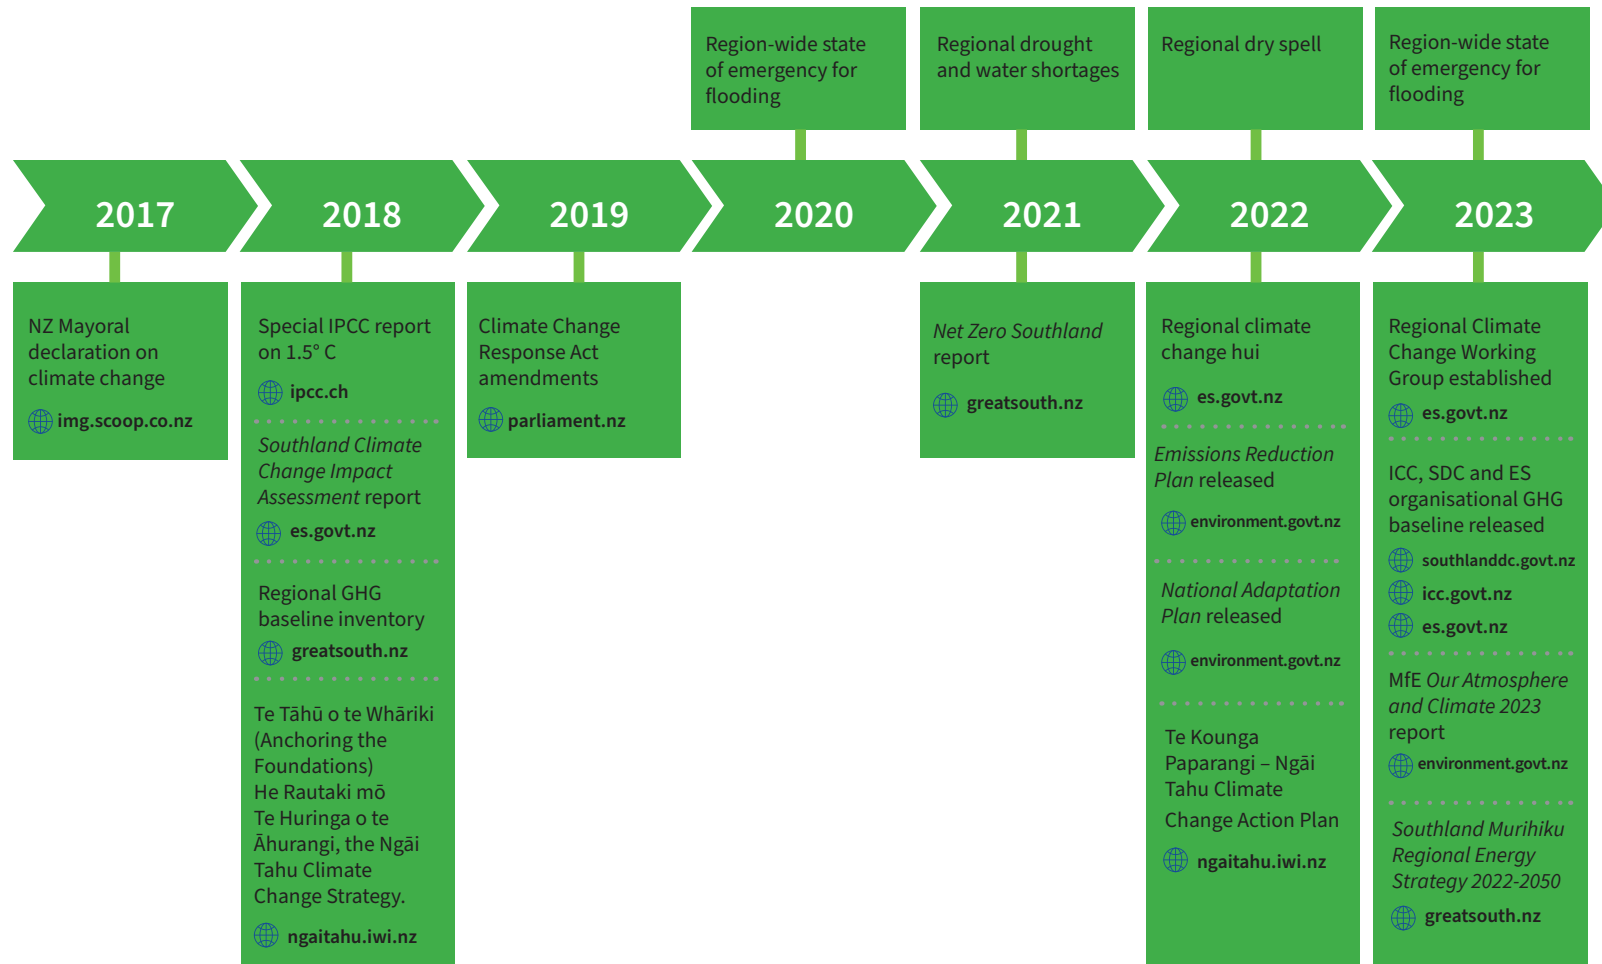 Region-wide state
of emergency for
flooding
Regional drought
and water shortages
Regional dry spell
Region-wide state
of emergency for
flooding
2017
2018
2019
2020
2021
2022
2023
NZ Mayoral
declaration on
climate change
img.scoop.co.nz
Special IPCC report
on 1.5° C
ipcc.ch
Southland Climate
Change Impact
Assessment report
es.govt.nz
Regional GHG
baseline inventory
greatsouth.nz
Te Tāhū o te Whāriki
(Anchoring the
Foundations)
He Rautaki mō
Te Huringa o te
Āhurangi, the Ngāi
Tahu Climate
Change Strategy.
ngaitahu.iwi.nz
Climate Change
Response Act
amendments
parliament.nz
Net Zero Southland
report
greatsouth.nz
Regional climate
change hui
es.govt.nz
Emissions Reduction
Plan released
environment.govt.nz
National Adaptation
Plan released
environment.govt.nz
Te Kounga
Paparangi – Ngāi
Tahu Climate
Change Action Plan
ngaitahu.iwi.nz
Regional Climate
Change Working
Group established
es.govt.nz
ICC, SDC and ES
organisational GHG
baseline released
southlanddc.govt.nz
icc.govt.nz
es.govt.nz
MfE Our Atmosphere
and Climate 2023
report
environment.govt.nz
Southland Murihiku
Regional Energy
Strategy 2022-2050
greatsouth.nz